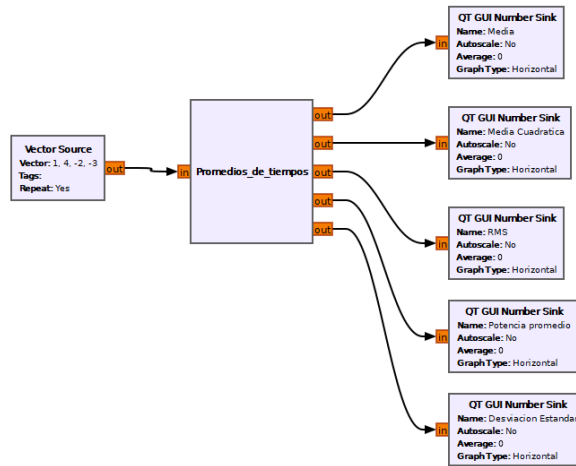 QT GUI Number Sink
Name: Media
in
Autoscale: No
Average: 0
Graph Type: Horizontal
out
QT GUI Number Sink
Vector Source
Vector: 1, 4, -2, -3
Tags:
Repeat: Yes
out
in
Promedios_de_tiempos
out
out
out
out
Name: Media Cuadratica
in
Autoscale: No
Average: 0
Graph Type: Horizontal
QT GUI Number Sink
Name: RMS
in
Autoscale: No
Average: 0
Graph Type: Horizontal
QT GUI Number Sink
Name: Potencia promedio
in
Autoscale: No
Average: 0
Graph Type: Horizontal
QT GUI Number Sink
Name: Desviacion Estandar
in
Autoscale: No
Average: 0
Graph Type: Horizontal